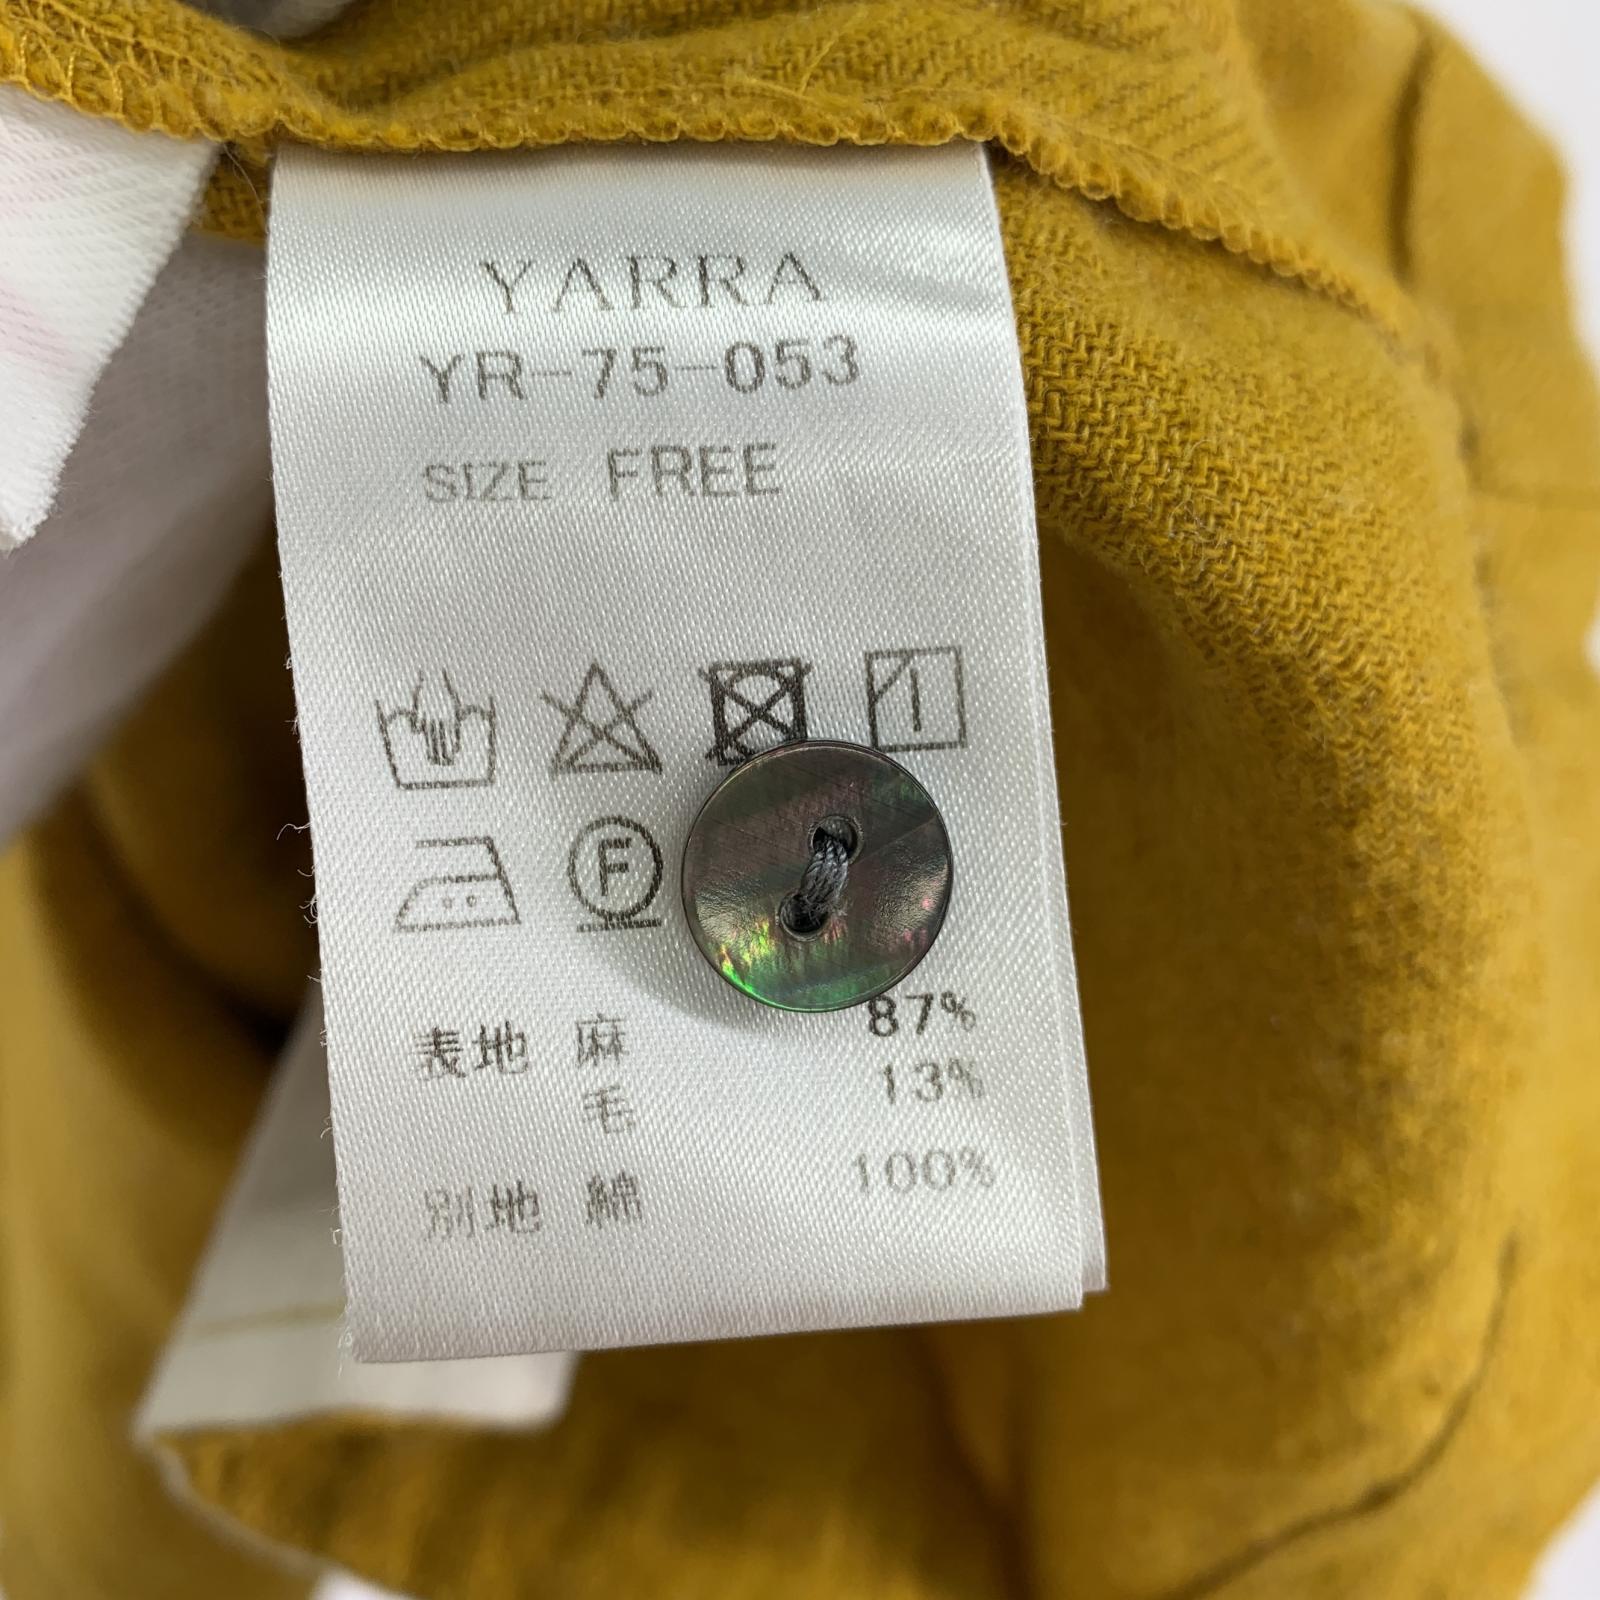 YARRA
YR-75-053
SIZE FREE
F
表地 麻 87%
毛 13%
別地 綿 100%